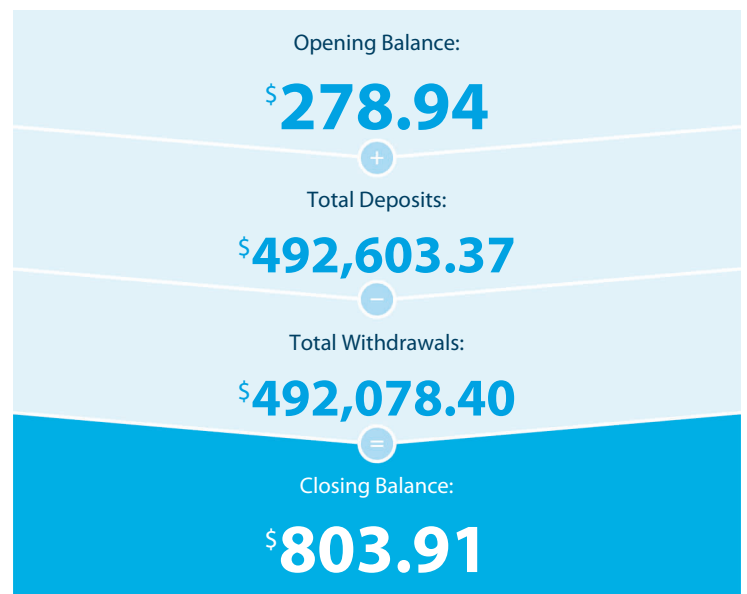 Opening Balance:
$278.94
+
Total Deposits:
$492,603.37
−
Total Withdrawals:
$492,078.40
=
Closing Balance:
$803.91